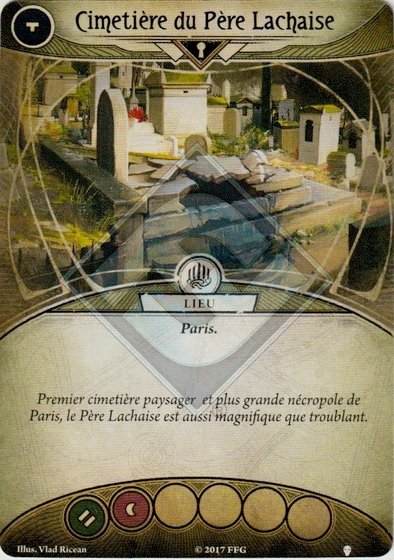 Cimetière du Père Lachaise
LIEU
Paris.
Premier cimetière paysager et plus grande nécropole de
Paris, le Père Lachaise est aussi magnifique que troublant.
Illus. Vlad Ricean
© 2017 FFG